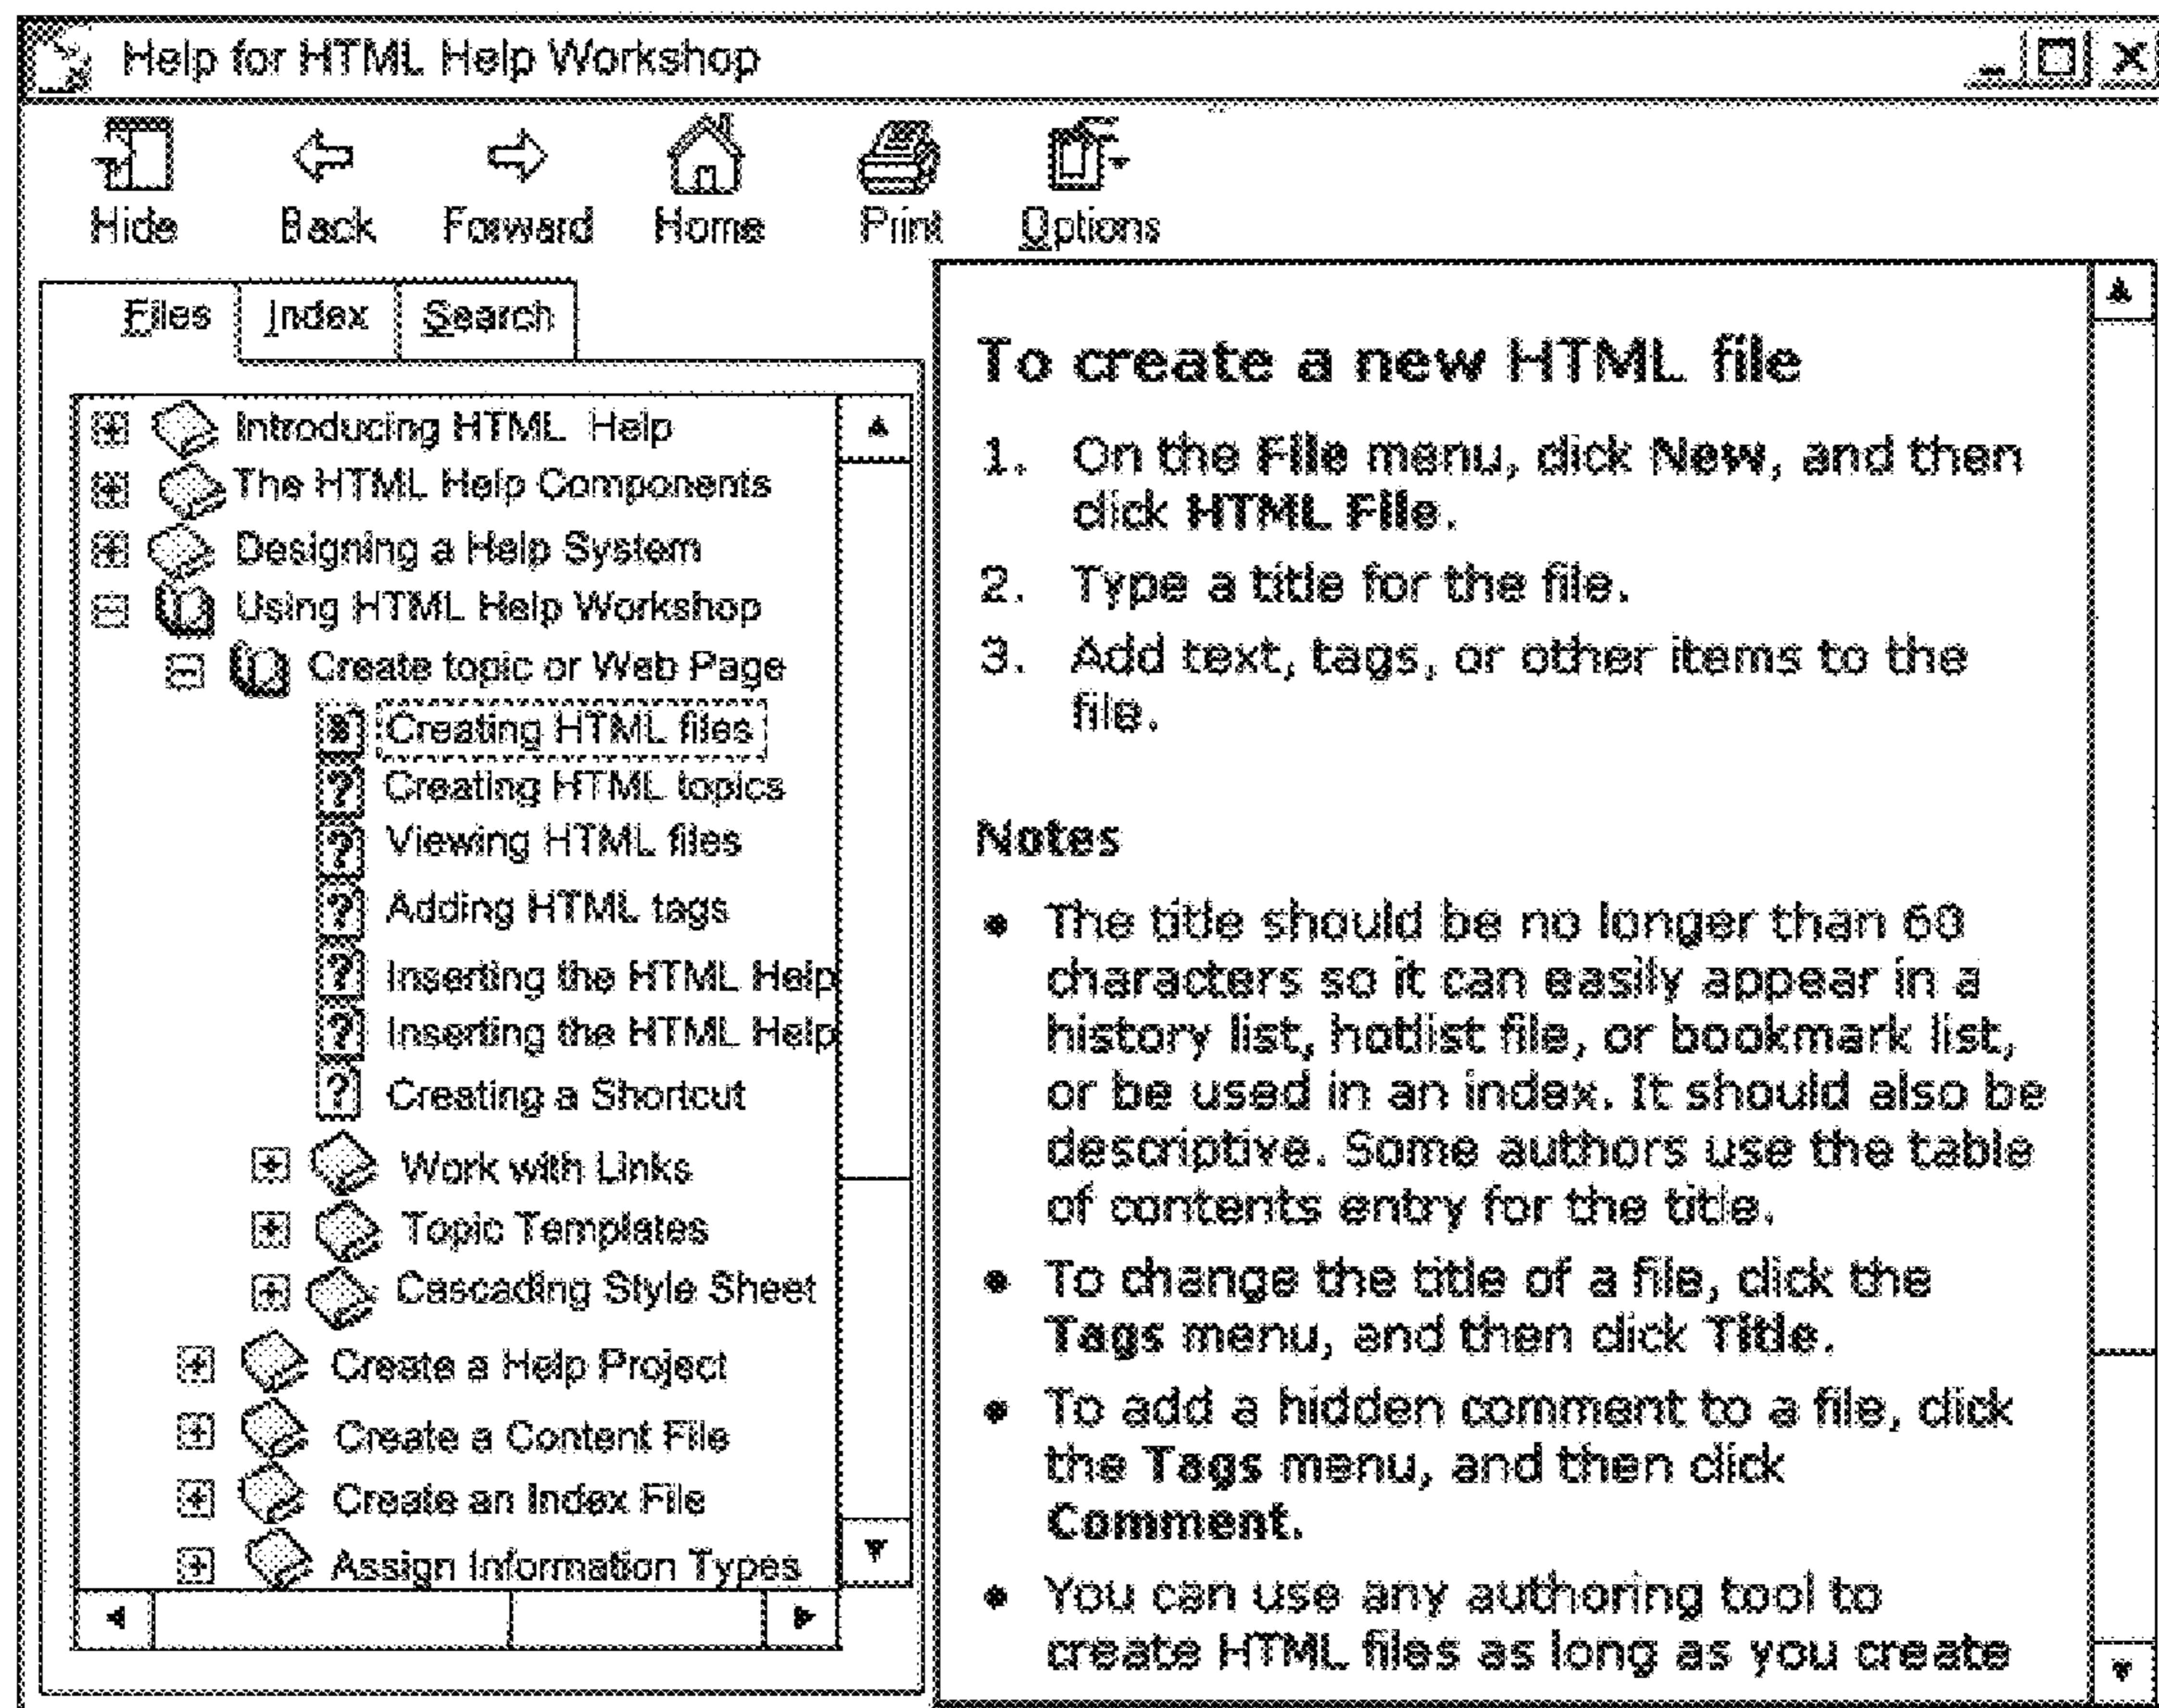 Help for HTML Help Workshop
Hide Back Forward Home Print Options
Files Index Search
Introducing HTML Help
The HTML Help Components
Designing a Help System
Using HTML Help Workshop
Create topic or Web Page
Creating HTML files
Creating HTML topics
Viewing HTML files
Adding HTML tags
Inserting the HTML Help
Inserting the HTML Help
Creating a Shortcut
Work with Links
Topic Templates
Cascading Style Sheet
Create a Help Project
Create a Content File
Create an Index File
Assign Information Types
To create a new HTML file
1. On the File menu, click New, and then
click HTML File.
2. Type a title for the file.
3. Add text, tags, or other items to the
file.
Notes
• The title should be no longer than 60
characters so it can easily appear in a
history list, hotlist file, or bookmark list,
or be used in an index. It should also be
descriptive. Some authors use the table
of contents entry for the title.
• To change the title of a file, click the
Tags menu, and then click Title.
• To add a hidden comment to a file, click
the Tags menu, and then click
Comment.
• You can use any authoring tool to
create HTML files as long as you create